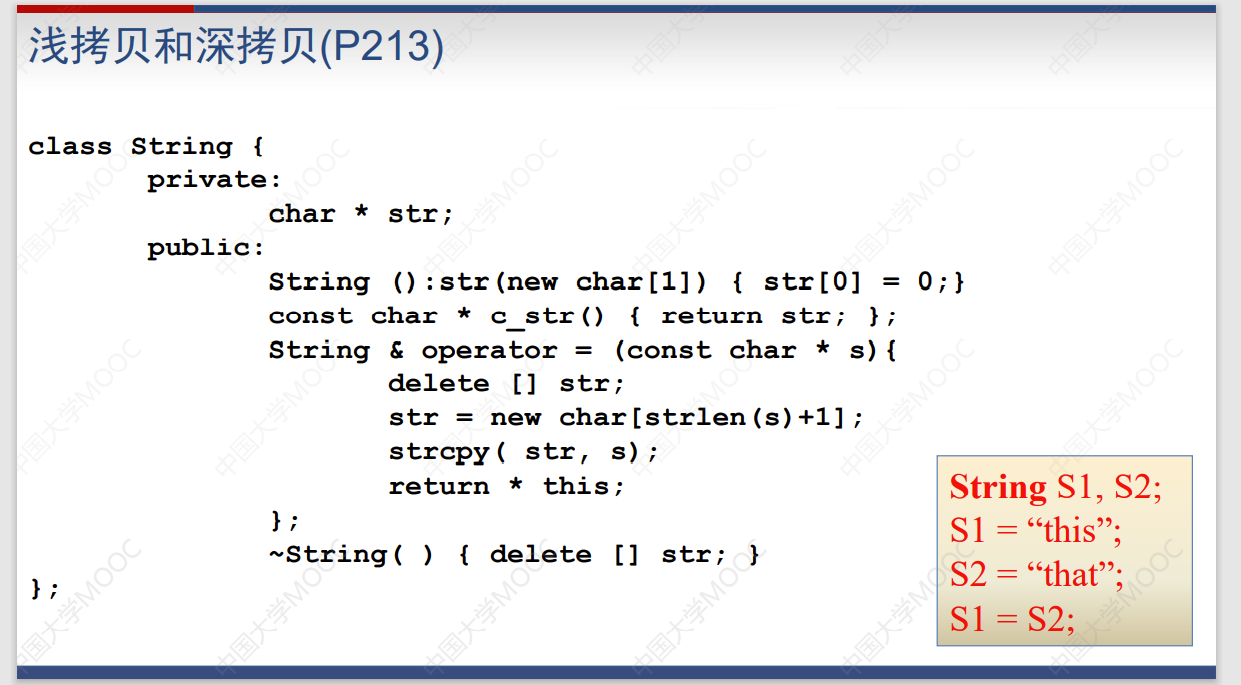 浅拷贝和深拷贝(P213)
class String {
private:
char * str;
public:
String ():str(new char[1]) { str[0] = 0;}
const char * c_str() { return str; };
String & operator = (const char * s){
delete [] str;
str = new char[strlen(s)+1];
strcpy( str, s);
return * this;
};
~String( ) { delete [] str; }
};
String S1, S2;
S1 = “this”;
S2 = “that”;
S1 = S2;
中国大学MOOC